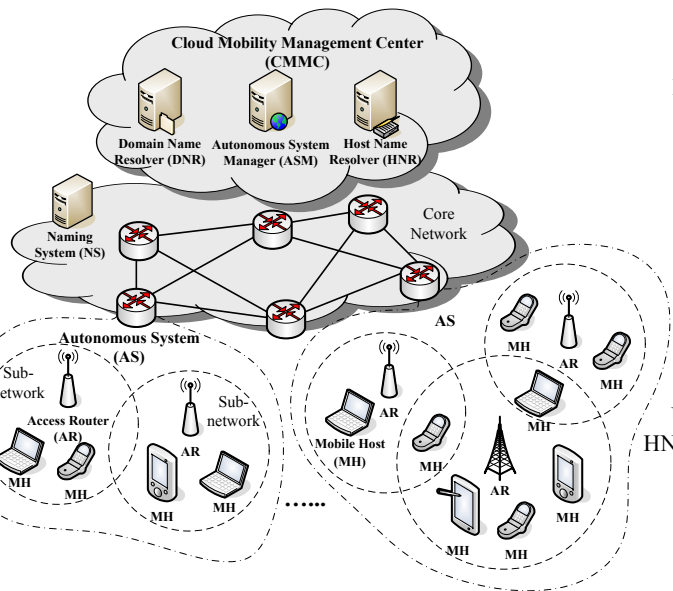 Cloud Mobility Management Center
(CMMC)
Domain Name
Resolver (DNR)
Autonomous System
Manager (ASM)
Host Name
Resolver (HNR)
Naming
System (NS)
Core
Network
Autonomous System
(AS)
AS
Sub-
network
Access Router
(AR)
MH
MH
Sub-
network
AR
MH
MH
......
AR
Mobile Host
(MH)
MH
MH
AR
MH
MH
AR
MH
MH
MH
HN